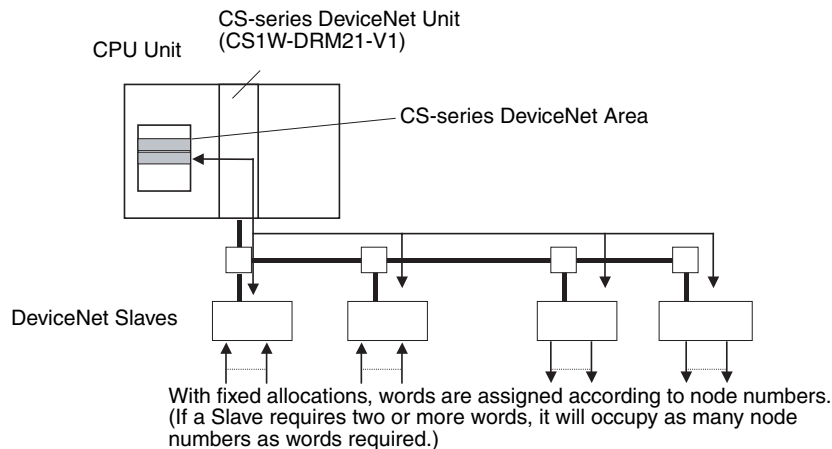 CS-series DeviceNet Unit
(CS1W-DRM21-V1)
CPU Unit
CS-series DeviceNet Area
DeviceNet Slaves
With fixed allocations, words are assigned according to node numbers.
(If a Slave requires two or more words, it will occupy as many node
numbers as words required.)